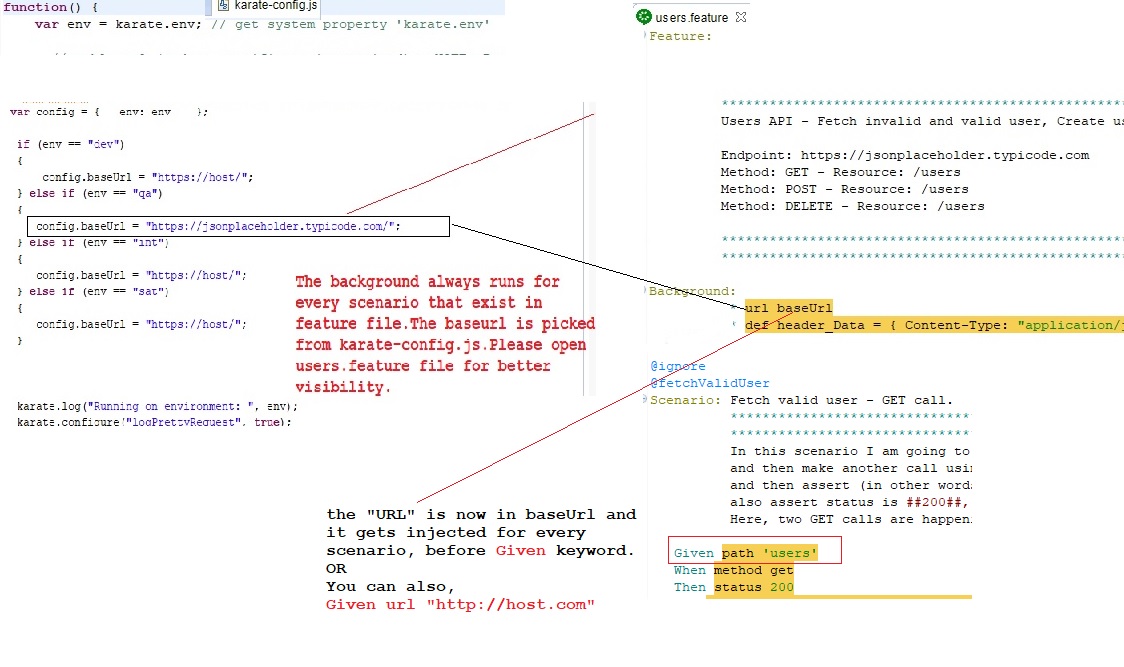 function() {
karate-config.js
var env = karate.env; // get system property 'karate.env'
var config = { env: env };
if (env == "dev")
{
config.baseUrl = "https://host/";
} else if (env == "qa")
{
config.baseUrl = "https://jsonplaceholder.typicode.com/";
} else if (env == "int")
{
config.baseUrl = "https://host/";
} else if (env == "sat")
{
config.baseUrl = "https://host/";
}
karate.log("Running on environment: ", env);
karate.configure("logPrettyRequest", true);
The background always runs for
every scenario that exist in
feature file.The baseurl is picked
from karate-config.js.Please open
users.feature file for better
visibility.
the "URL" is now in baseUrl and
it gets injected for every
scenario, before Given keyword.
OR
You can also,
Given url "http://host.com"
users.feature
Feature:
************************************************
Users API - Fetch invalid and valid user, Create us
Endpoint: https://jsonplaceholder.typicode.com
Method: GET - Resource: /users
Method: POST - Resource: /users
Method: DELETE - Resource: /users
************************************************
************************************************
Background:
* url baseUrl
* def header_Data = { Content-Type: "application/j
@ignore
@fetchValidUser
Scenario: Fetch valid user - GET call.
******************************
******************************
In this scenario I am going to
and then make another call usin
and then assert (in other word
also assert status is ##200##,
Here, two GET calls are happen
Given path 'users'
When method get
Then status 200